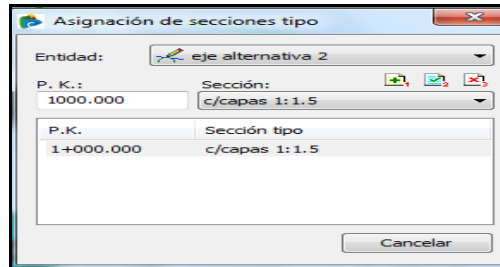 Asignación de secciones tipo
Entidad: eje alternativa 2
P. K.: Sección:
1000.000 c/capas 1:1.5
P.K. Sección tipo
1+000.000 c/capas 1:1.5
Cancelar